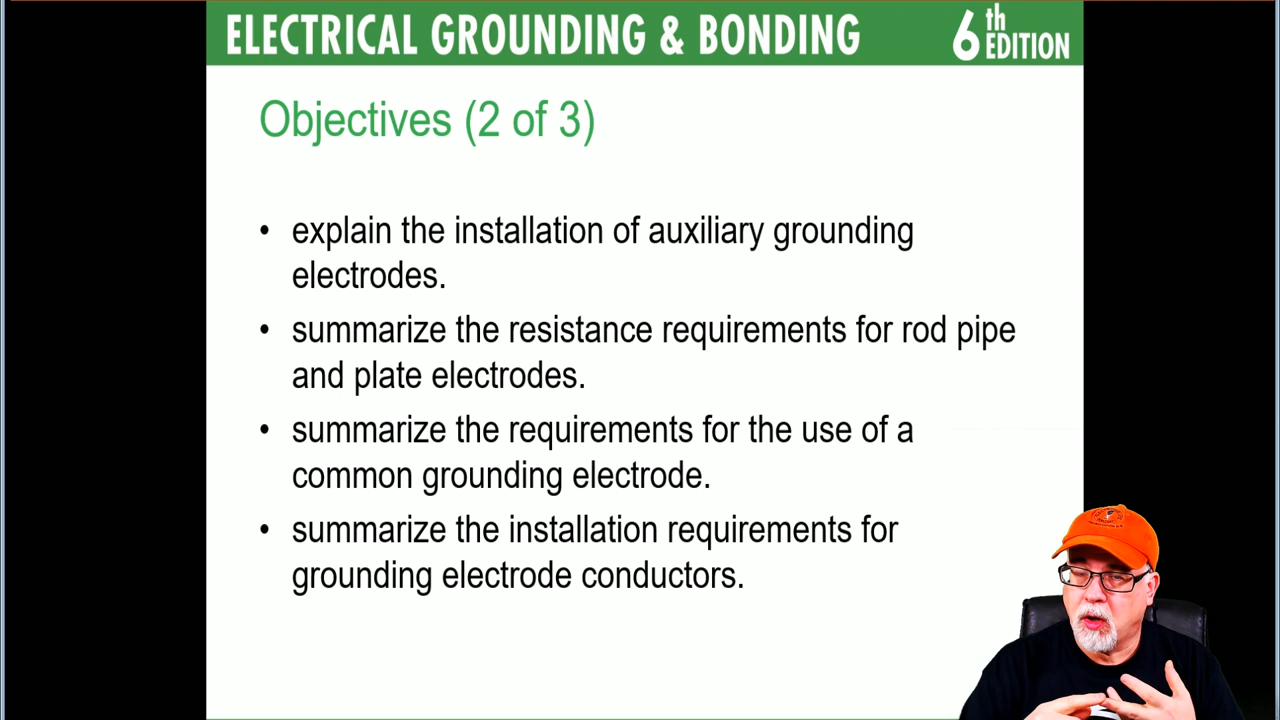 ELECTRICAL GROUNDING & BONDING 6th EDITION
Objectives (2 of 3)
• explain the installation of auxiliary grounding
electrodes.
• summarize the resistance requirements for rod pipe
and plate electrodes.
• summarize the requirements for the use of a
common grounding electrode.
• summarize the installation requirements for
grounding electrode conductors.